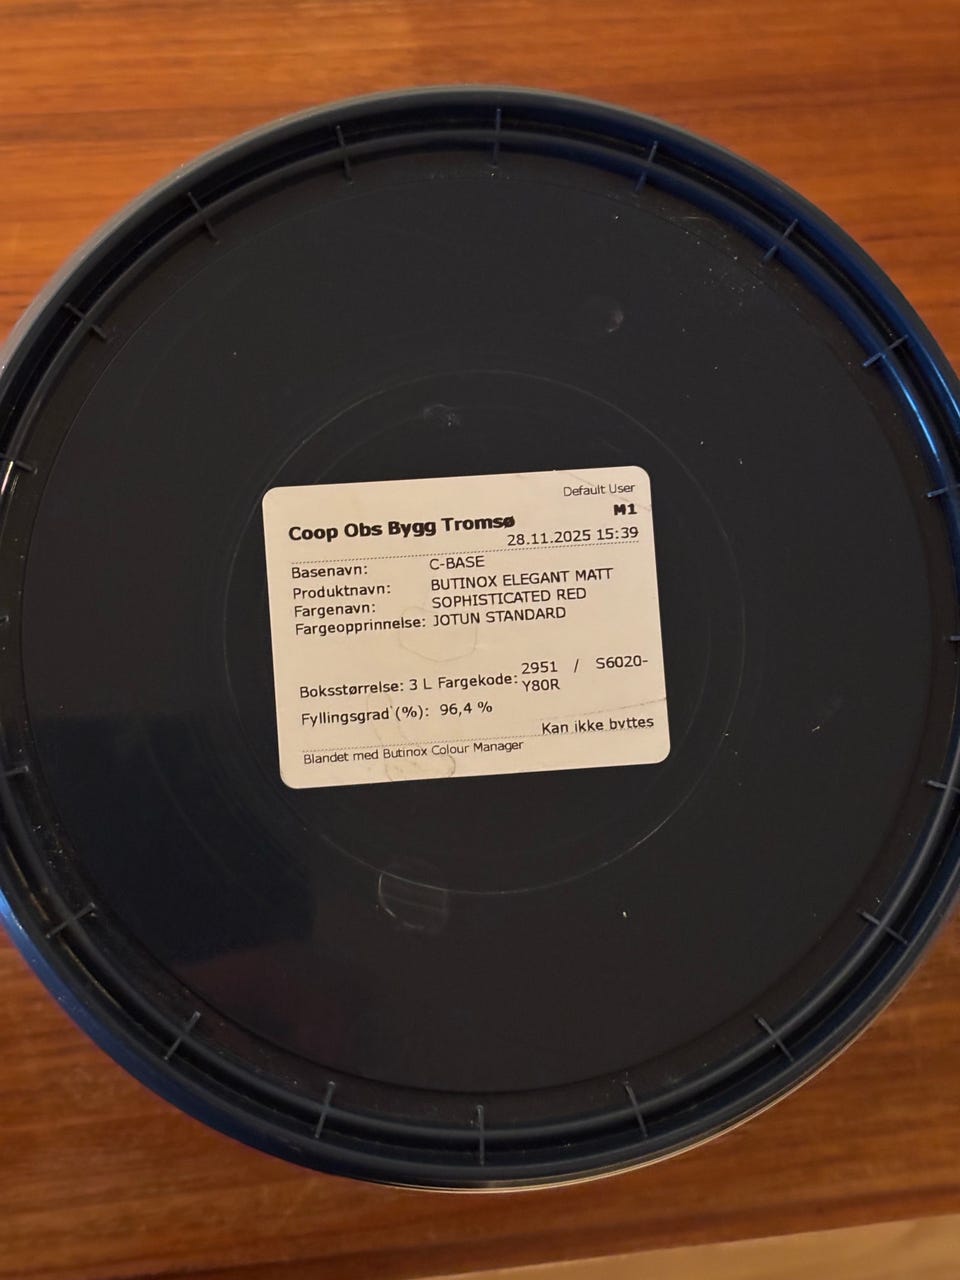 Default User
M1
Coop Obs Bygg Tromsø
28.11.2025 15:39
Basenavn: C-BASE
Produktnavn: BUTINOX ELEGANT MATT
Fargenavn: SOPHISTICATED RED
Fargeopprinnelse: JOTUN STANDARD
Boksstørrelse: 3 L Fargekode: 2951 / S6020-
Y80R
Fyllingsgrad (%): 96,4 %
Kan ikke byttes
Blandet med Butinox Colour Manager